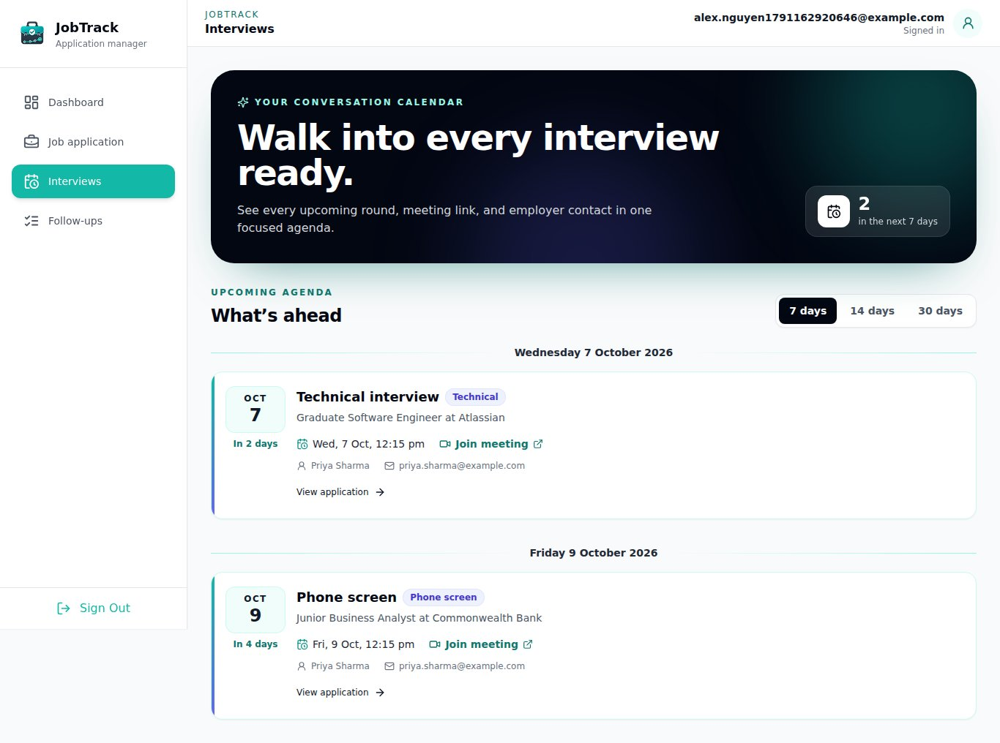 JobTrack
Application manager
Dashboard
Job application
Interviews
Follow-ups
Sign Out
JOBTRACK
Interviews
alex.nguyen1791162920646@example.com
Signed in
YOUR CONVERSATION CALENDAR
Walk into every interview
ready.
See every upcoming round, meeting link, and employer contact in one
focused agenda.
2
in the next 7 days
UPCOMING AGENDA
What’s ahead
7 days
14 days
30 days
Wednesday 7 October 2026
OCT
7
In 2 days
Technical interview
Technical
Graduate Software Engineer at Atlassian
Wed, 7 Oct, 12:15 pm
Join meeting
Priya Sharma
priya.sharma@example.com
View application
Friday 9 October 2026
OCT
9
In 4 days
Phone screen
Phone screen
Junior Business Analyst at Commonwealth Bank
Fri, 9 Oct, 12:15 pm
Join meeting
Priya Sharma
priya.sharma@example.com
View application